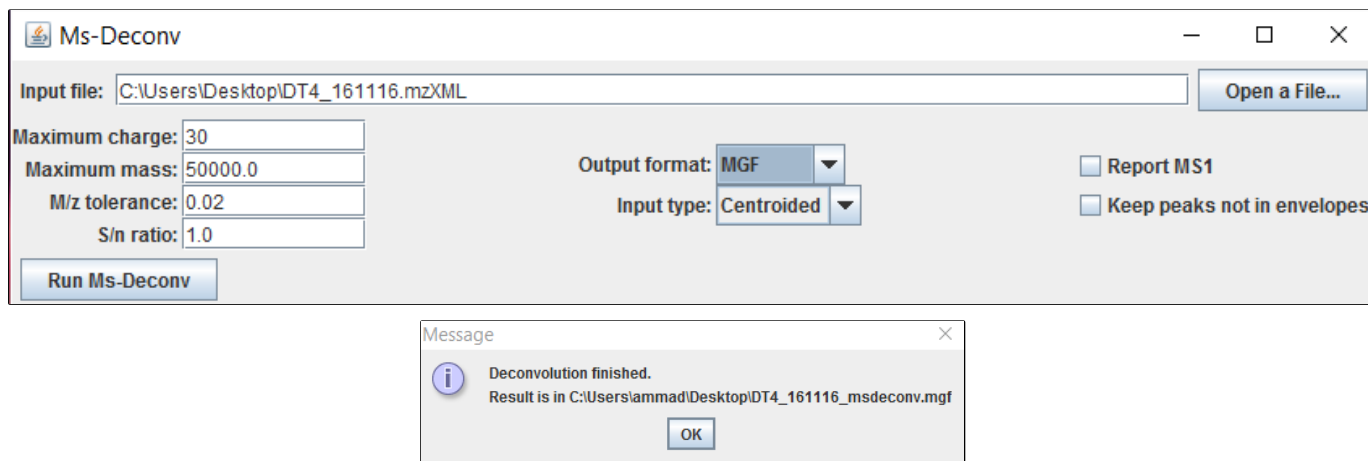 Ms-Deconv
Input file: C:\Users\Desktop\DT4_161116.mzXML Open a File...
Maximum charge: 30
Maximum mass: 50000.0 Output format: MGF Report MS1
M/z tolerance: 0.02 Input type: Centroided Keep peaks not in envelopes
S/n ratio: 1.0
Run Ms-Deconv
Message
Deconvolution finished.
Result is in C:\Users\ammad\Desktop\DT4_161116_msdeconv.mgf
OK